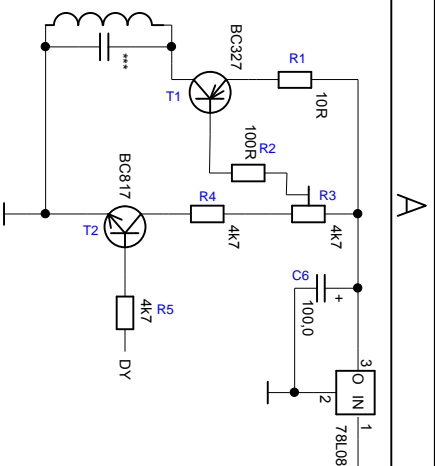 ***
BC327
T1
R1
10R
100R
R2
BC817
T2
R4
4k7
R3
4k7
4k7
R5
DY
C6
+
100,0
A
3
O
IN
2
1
78L08